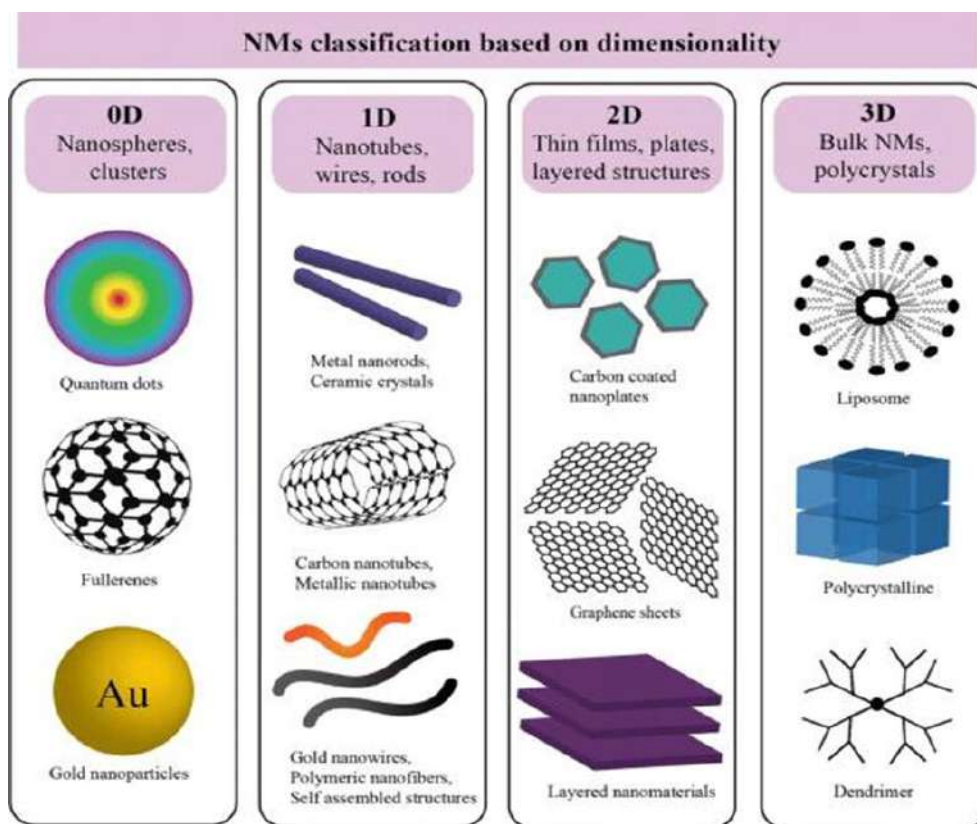 NMs classification based on dimensionality
0D
Nanospheres,
clusters
Quantum dots
Fullerenes
Au
Gold nanoparticles
1D
Nanotubes,
wires, rods
Metal nanorods,
Ceramic crystals
Carbon nanotubes,
Metallic nanotubes
Gold nanowires,
Polymeric nanofibers,
Self assembled structures
2D
Thin films, plates,
layered structures
Carbon coated
nanoplates
Graphene sheets
Layered nanomaterials
3D
Bulk NMs,
polycrystals
Liposome
Polycrystalline
Dendrimer